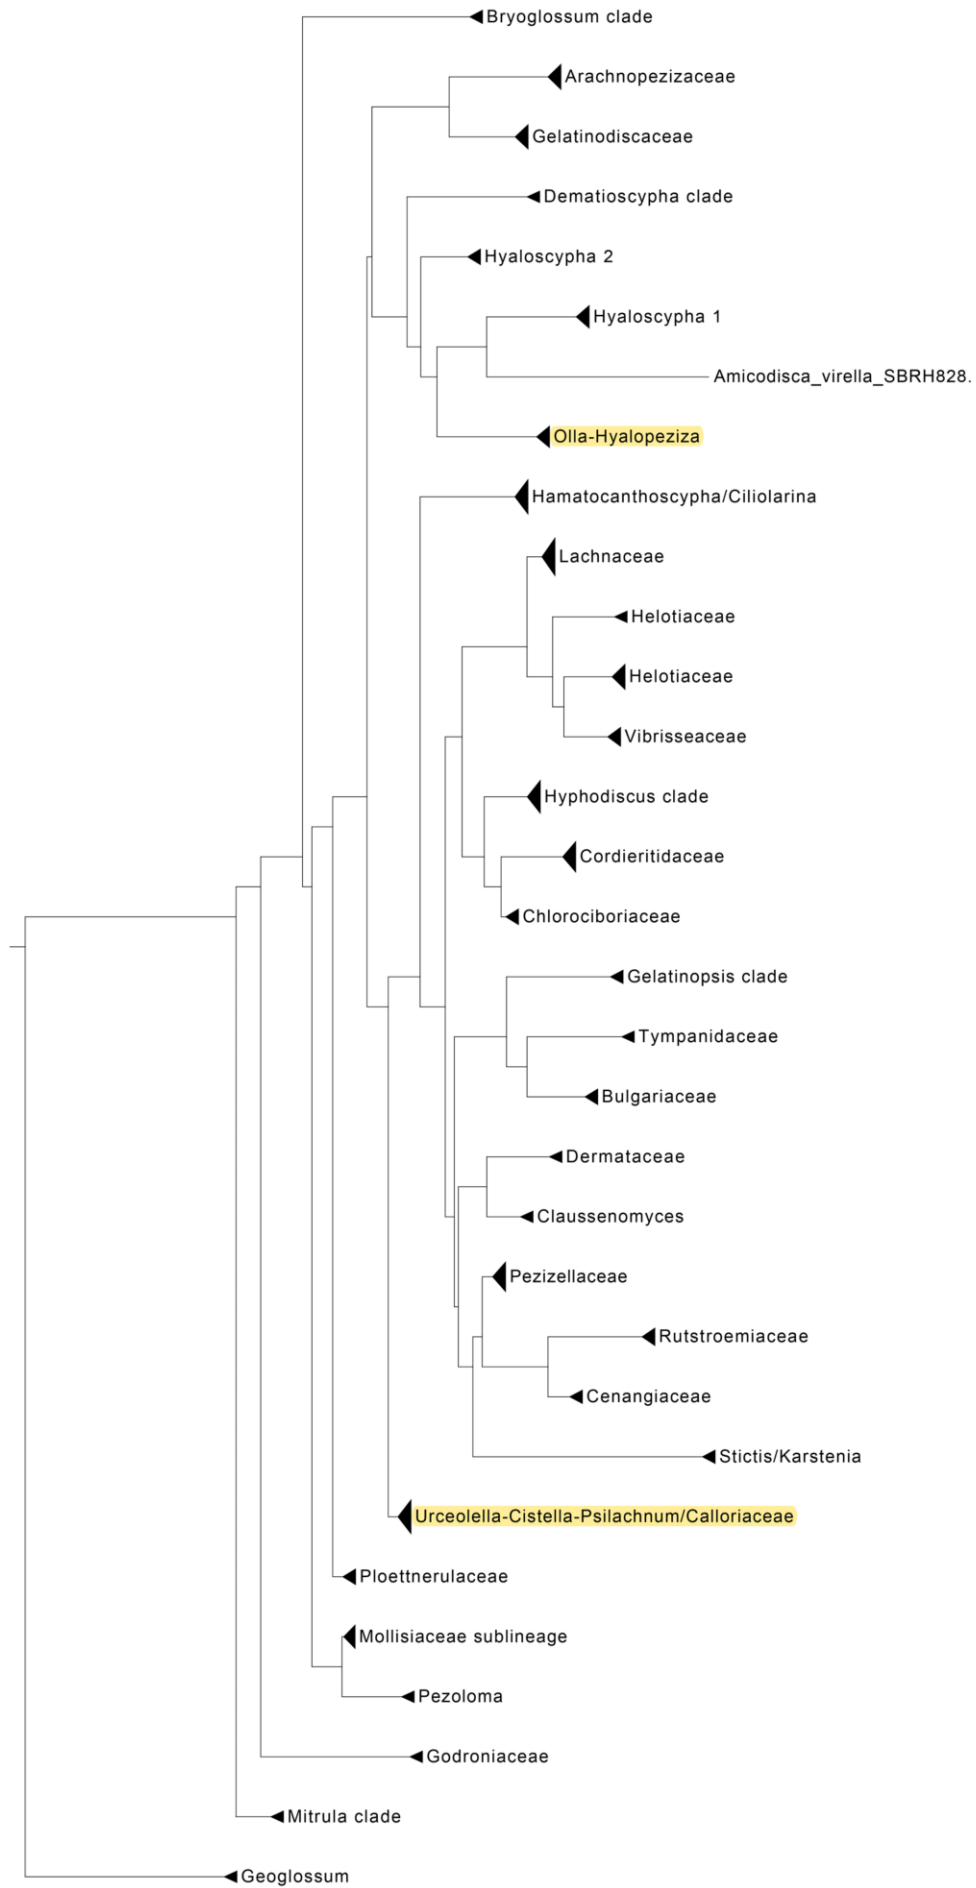 Bryoglossum clade
Arachnopezizaceae
Gelatinodiscaceae
Dematioscypha clade
Hyaloscypha 2
Hyaloscypha 1
Amicodisca_virella_SBRH828.
Olla-Hyalopeziza
Hamatocanthoscypha/Ciliolarina
Lachnaceae
Helotiaceae
Helotiaceae
Vibrisseaceae
Hyphodiscus clade
Cordieritidaceae
Chlorociboriaceae
Gelatinopsis clade
Tympanidaceae
Bulgariaceae
Dermataceae
Claussenomyces
Pezizellaceae
Rutstroemiaceae
Cenangiaceae
Stictis/Karstenia
Urceolella-Cistella-Psilachnum/Calloriaceae
Ploettnerulaceae
Mollisiaceae sublineage
Pezoloma
Godroniaceae
Mitrula clade
Geoglossum